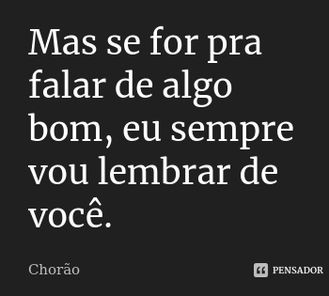 Mas se for pra
falar de algo
bom, eu sempre
vou lembrar de
você.
Chorão
PENSADOR